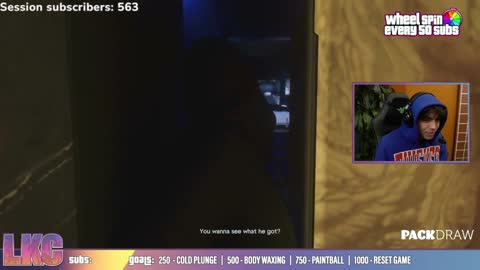 Session subscribers: 563
wheel spin
every 50 subs
You wanna see what he got?
PACKDRAW
LKC subs: goals: 250 - COLD PLUNGE | 500 - BODY WAXING | 750 - PAINTBALL | 1000 - RESET GAME